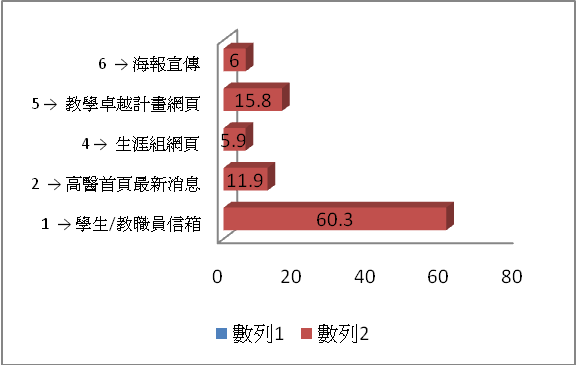 6 →海報宣傳
6
5→ 教學卓越計畫網頁
15.8
4→ 生涯組網頁
5.9
2 →高醫首頁最新消息
11.9
1 →學生/教職員信箱
60.3
0 20 40 60 80
數列1 數列2